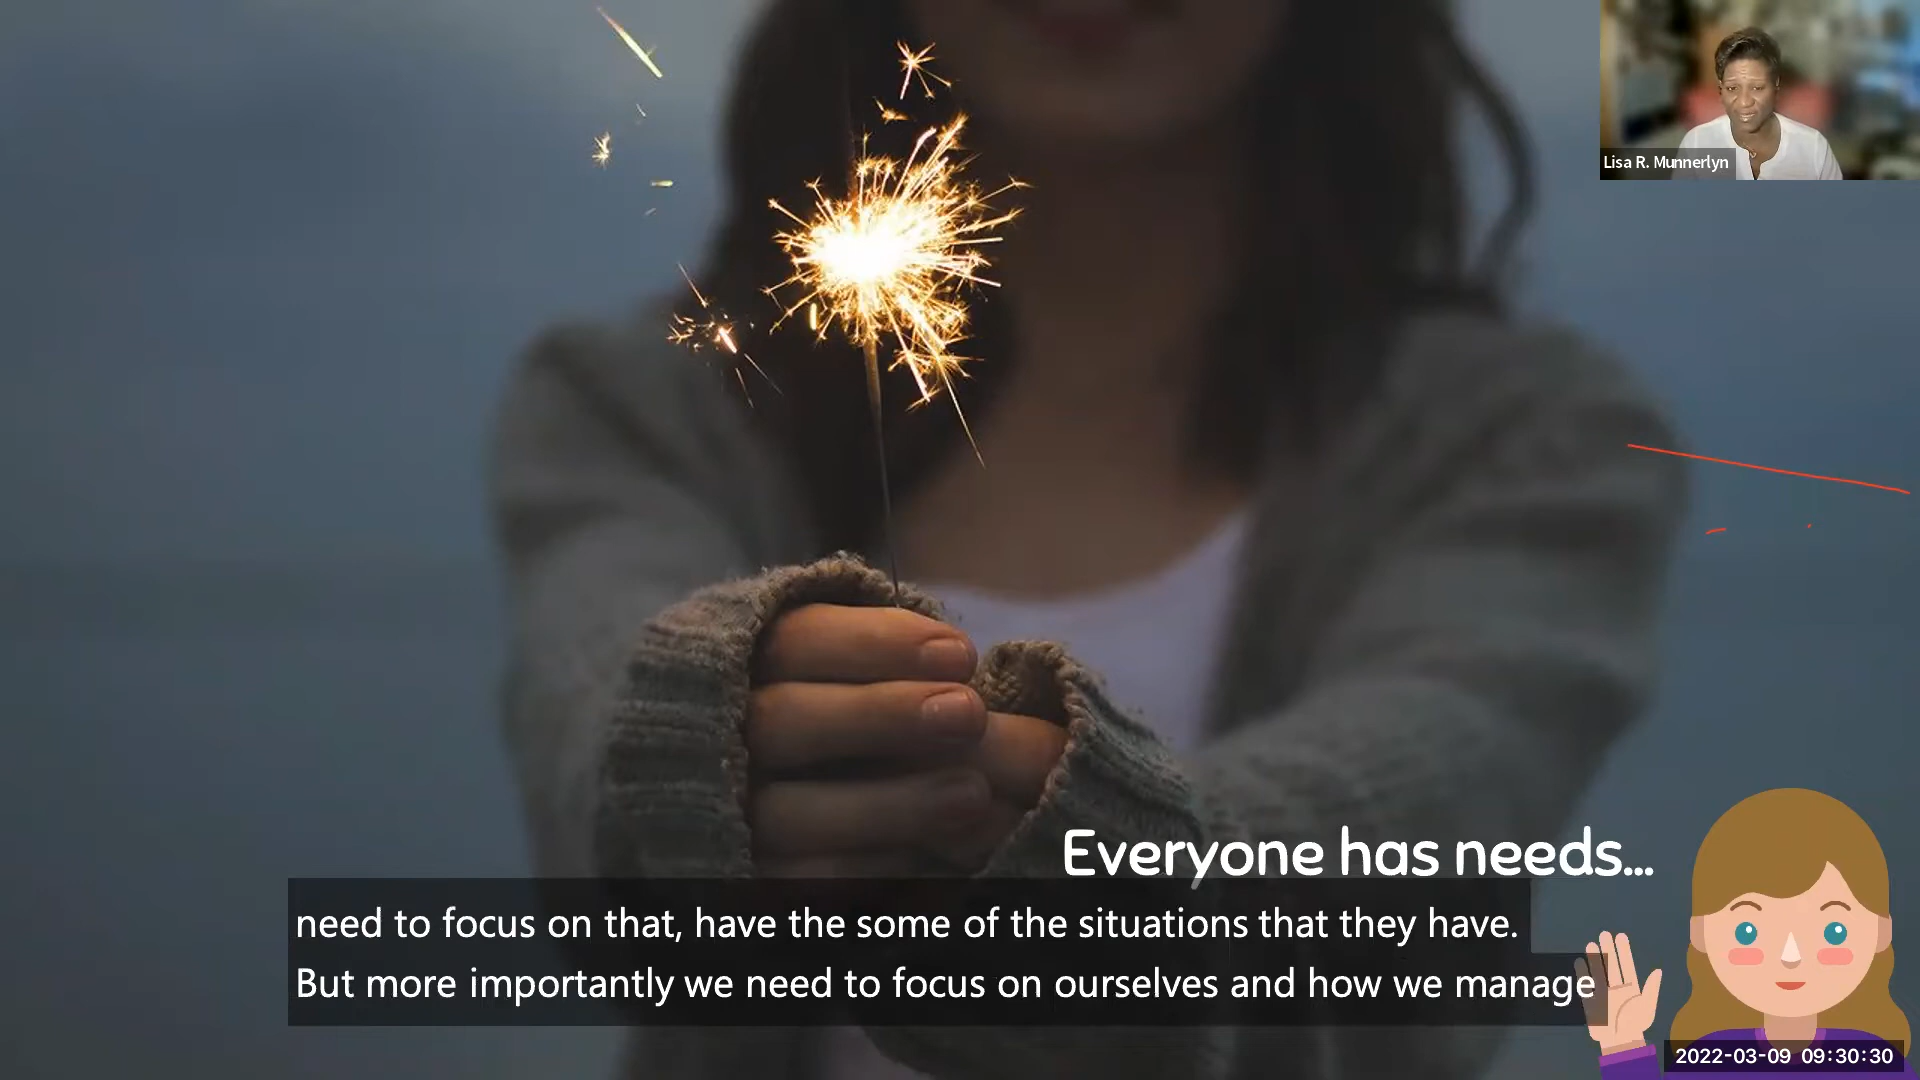 Lisa R. Munnerlyn
Everyone has needs...
need to focus on that, have the some of the situations that they have.
But more importantly we need to focus on ourselves and how we manage
2022-03-09 09:30:30